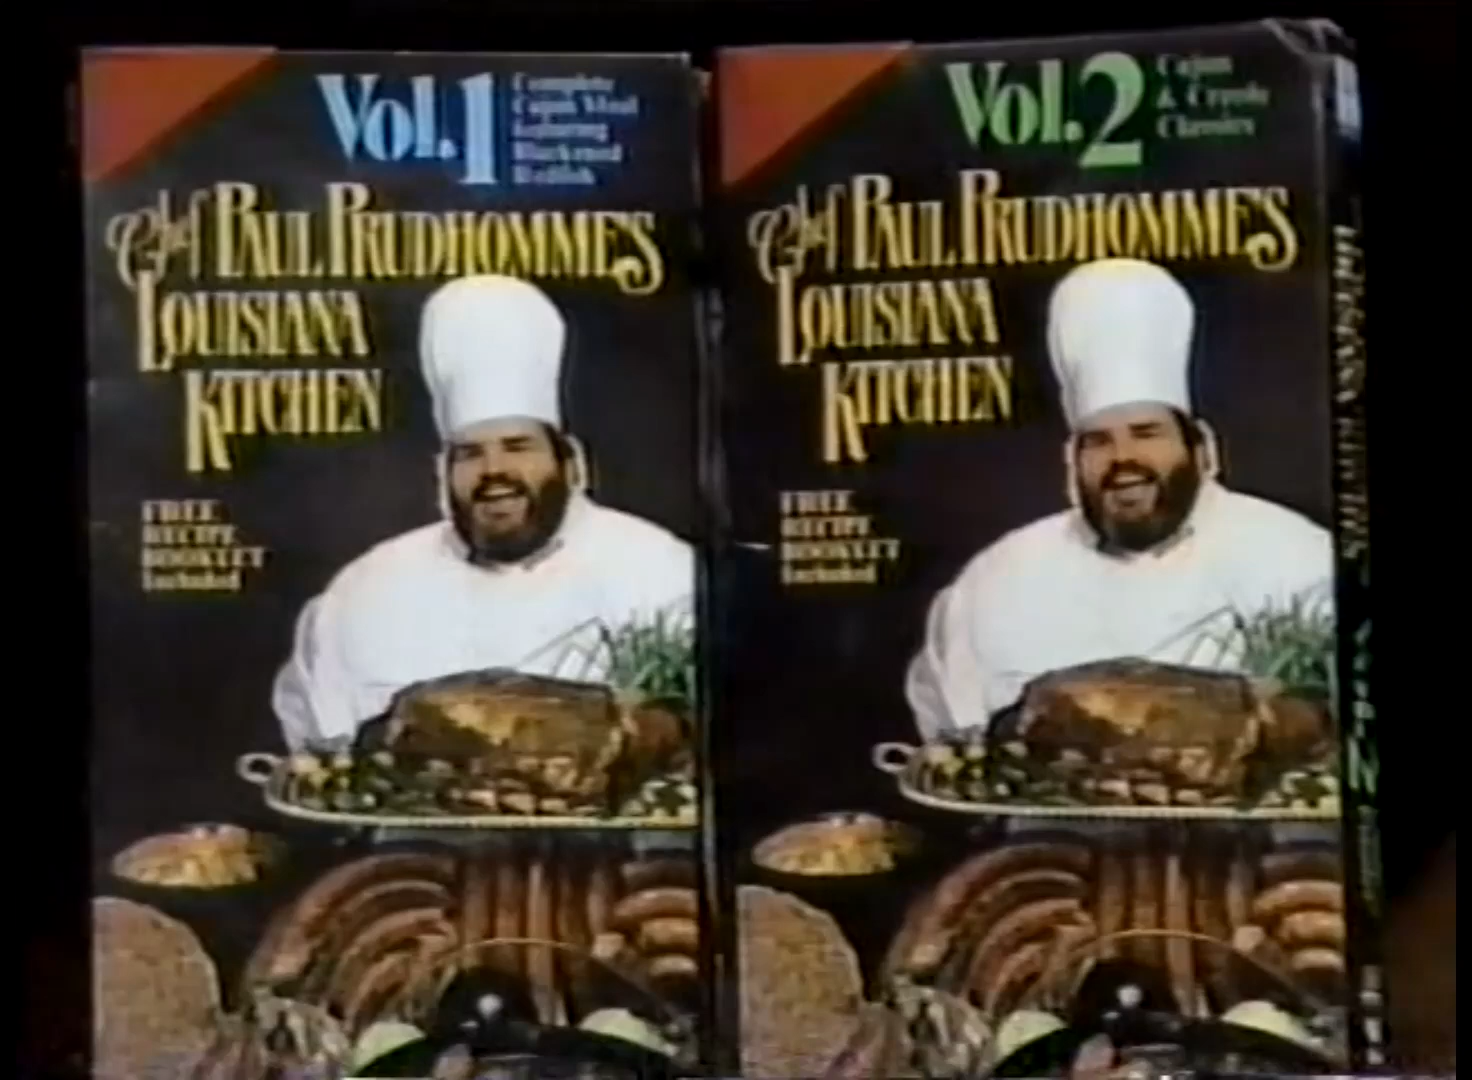 Vol. 1
Complete
Cajun Meal
featuring
Blackened
Redfish
Chef PAUL PRUDHOMME'S
LOUISIANA
KITCHEN
FREE
RECIPE
BOOKLET
Included
Vol. 2
Cajun
& Creole
Classics
Chef PAUL PRUDHOMME'S
LOUISIANA
KITCHEN
FREE
RECIPE
BOOKLET
Included